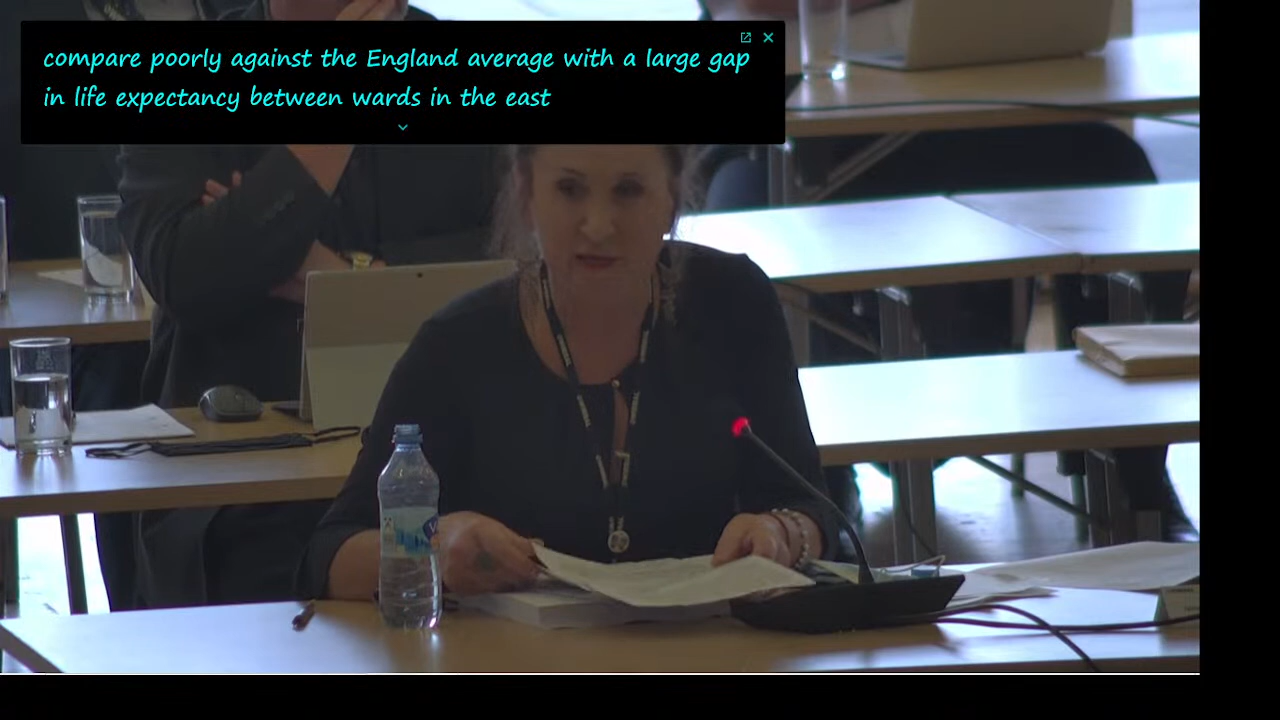 compare poorly against the England average with a large gap
in life expectancy between wards in the east